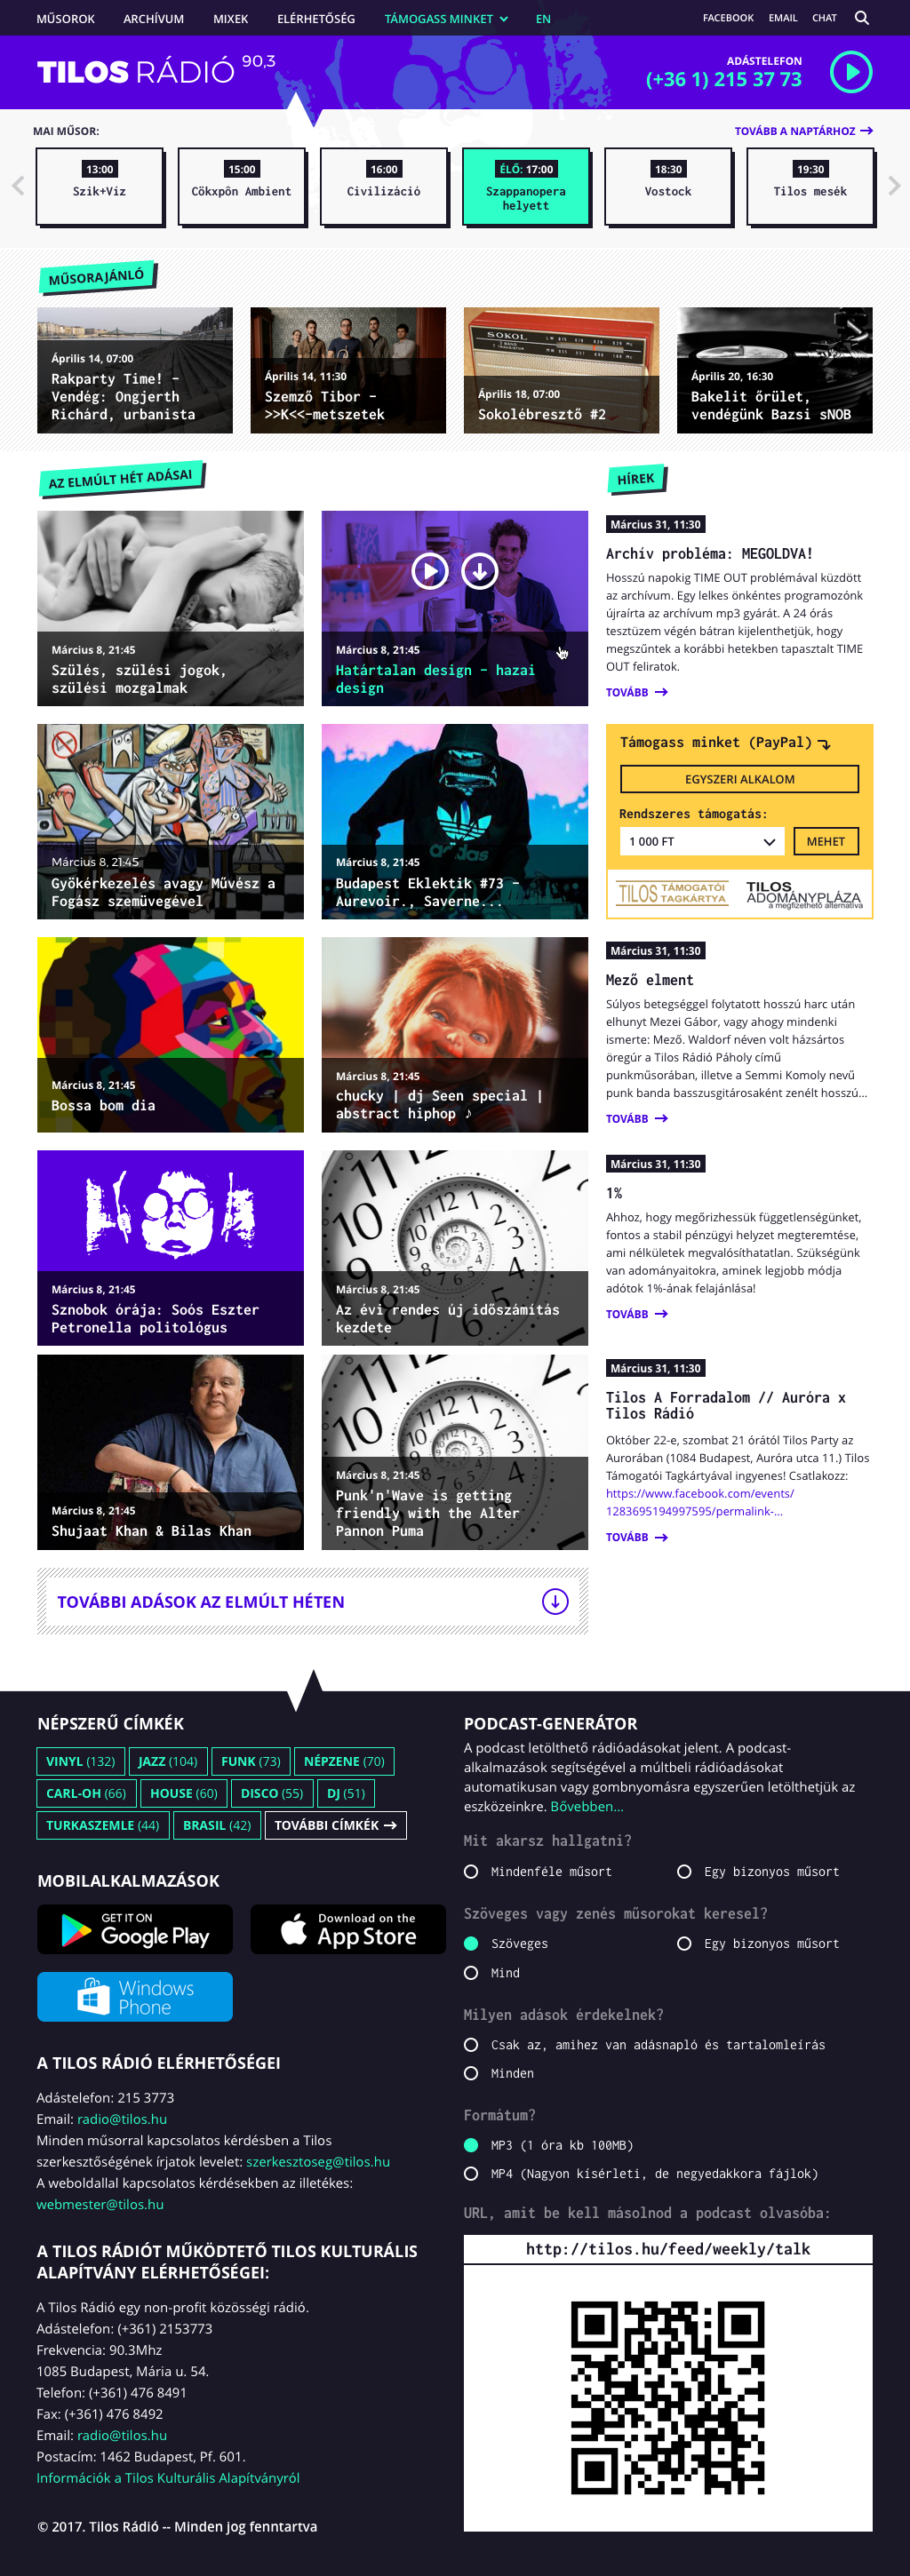 MŰSOROK ARCHÍVUM MIXEK ELÉRHETŐSÉG TÁMOGASS MINKET EN FACEBOOK EMAIL CHAT
TILOS RÁDIÓ 90,3
ADÁSTELEFON
(+36 1) 215 37 73
MAI MŰSOR:
TOVÁBB A NAPTÁRHOZ
13:00
Szik+Víz
15:00
Cökxpôn Ambient
16:00
Civilizáció
ÉLŐ: 17:00
Szappanopera
helyett
18:30
Vostock
19:30
Tilos mesék
MŰSORAJÁNLÓ
Április 14, 07:00
Rakparty Time! –
Vendég: Ongjerth
Richárd, urbanista
Április 14, 11:30
Szemző Tibor –
>>K<<-metszetek
SOKOL
Április 18, 07:00
Sokolébresztő #2
Április 20, 16:30
Bakelit őrület,
vendégünk Bazsi sNOB
AZ ELMÚLT HÉT ADÁSAI
Március 8, 21:45
Szülés, szülési jogok,
szülési mozgalmak
Március 8, 21:45
Határtalan design – hazai
design
Március 8, 21:45
Gyökérkezelés avagy Művész a
Fogász szemüvegével
adidas
Március 8, 21:45
Budapest Eklektik #73 –
Aurevoir., Saverne...
Március 8, 21:45
Bossa bom dia
Március 8, 21:45
chucky | dj Seen special |
abstract hiphop ♪
Március 8, 21:45
Sznobok órája: Soós Eszter
Petronella politológus
Március 8, 21:45
Az évi rendes új időszámítás
kezdete
Március 8, 21:45
Shujaat Khan & Bilas Khan
Március 8, 21:45
Punk'n'Wave is getting
friendly with the Alter
Pannon Puma
TOVÁBBI ADÁSOK AZ ELMÚLT HÉTEN
HÍREK
Március 31, 11:30
Archív probléma: MEGOLDVA!
Hosszú napokig TIME OUT problémával küzdött
az archívum. Egy lelkes önkéntes programozónk
újraírta az archívum mp3 gyárát. A 24 órás
tesztüzem végén bátran kijelenthetjük, hogy
megszűntek a korábbi hetekben tapasztalt TIME
OUT feliratok.
TOVÁBB
Támogass minket (PayPal)
EGYSZERI ALKALOM
Rendszeres támogatás:
1 000 FT
MEHET
TILOS TÁMOGATÓI
TAGKÁRTYA
TILOS
ADOMÁNYPLÁZA
a megfizethető alternatíva
Március 31, 11:30
Mező elment
Súlyos betegséggel folytatott hosszú harc után
elhunyt Mezei Gábor, vagy ahogy mindenki
ismerte: Mező. Waldorf néven volt házsártos
öregúr a Tilos Rádió Páholy című
punkműsorában, illetve a Semmi Komoly nevű
punk banda basszusgitárosaként zenélt hosszú...
TOVÁBB
Március 31, 11:30
1%
Ahhoz, hogy megőrizhessük függetlenségünket,
fontos a stabil pénzügyi helyzet megteremtése,
ami nélkületek megvalósíthatatlan. Szükségünk
van adományaitokra, aminek legjobb módja
adótok 1%-ának felajánlása!
TOVÁBB
Március 31, 11:30
Tilos A Forradalom // Auróra x
Tilos Rádió
Október 22-e, szombat 21 órától Tilos Party az
Aurorában (1084 Budapest, Auróra utca 11.) Tilos
Támogatói Tagkártyával ingyenes! Csatlakozz:
https://www.facebook.com/events/
1283695194997595/permalink-...
TOVÁBB
NÉPSZERŰ CÍMKÉK
VINYL (132) JAZZ (104) FUNK (73) NÉPZENE (70)
CARL-OH (66) HOUSE (60) DISCO (55) DJ (51)
TURKASZEMLE (44) BRASIL (42) TOVÁBBI CÍMKÉK
MOBILALKALMAZÁSOK
GET IT ON
Google Play
Download on the
App Store
Windows
Phone
A TILOS RÁDIÓ ELÉRHETŐSÉGEI
Adástelefon: 215 3773
Email: radio@tilos.hu
Minden műsorral kapcsolatos kérdésben a Tilos
szerkesztőségének írjatok levelet: szerkesztoseg@tilos.hu
A weboldallal kapcsolatos kérdésekben az illetékes:
webmester@tilos.hu
A TILOS RÁDIÓT MŰKÖDTETŐ TILOS KULTURÁLIS
ALAPÍTVÁNY ELÉRHETŐSÉGEI:
A Tilos Rádió egy non-profit közösségi rádió.
Adástelefon: (+361) 2153773
Frekvencia: 90.3Mhz
1085 Budapest, Mária u. 54.
Telefon: (+361) 476 8491
Fax: (+361) 476 8492
Email: radio@tilos.hu
Postacím: 1462 Budapest, Pf. 601.
Információk a Tilos Kulturális Alapítványról
© 2017. Tilos Rádió -- Minden jog fenntartva
PODCAST-GENERÁTOR
A podcast letölthető rádióadásokat jelent. A podcast-
alkalmazások segítségével a múltbeli rádióadásokat
automatikusan vagy gombnyomásra egyszerűen letölthetjük az
eszközeinkre. Bővebben...
Mit akarsz hallgatni?
Mindenféle műsort Egy bizonyos műsort
Szöveges vagy zenés műsorokat keresel?
Szöveges Egy bizonyos műsort
Mind
Milyen adások érdekelnek?
Csak az, amihez van adásnapló és tartalomleírás
Minden
Formátum?
MP3 (1 óra kb 100MB)
MP4 (Nagyon kisérleti, de negyedakkora fájlok)
URL, amit be kell másolnod a podcast olvasóba:
http://tilos.hu/feed/weekly/talk